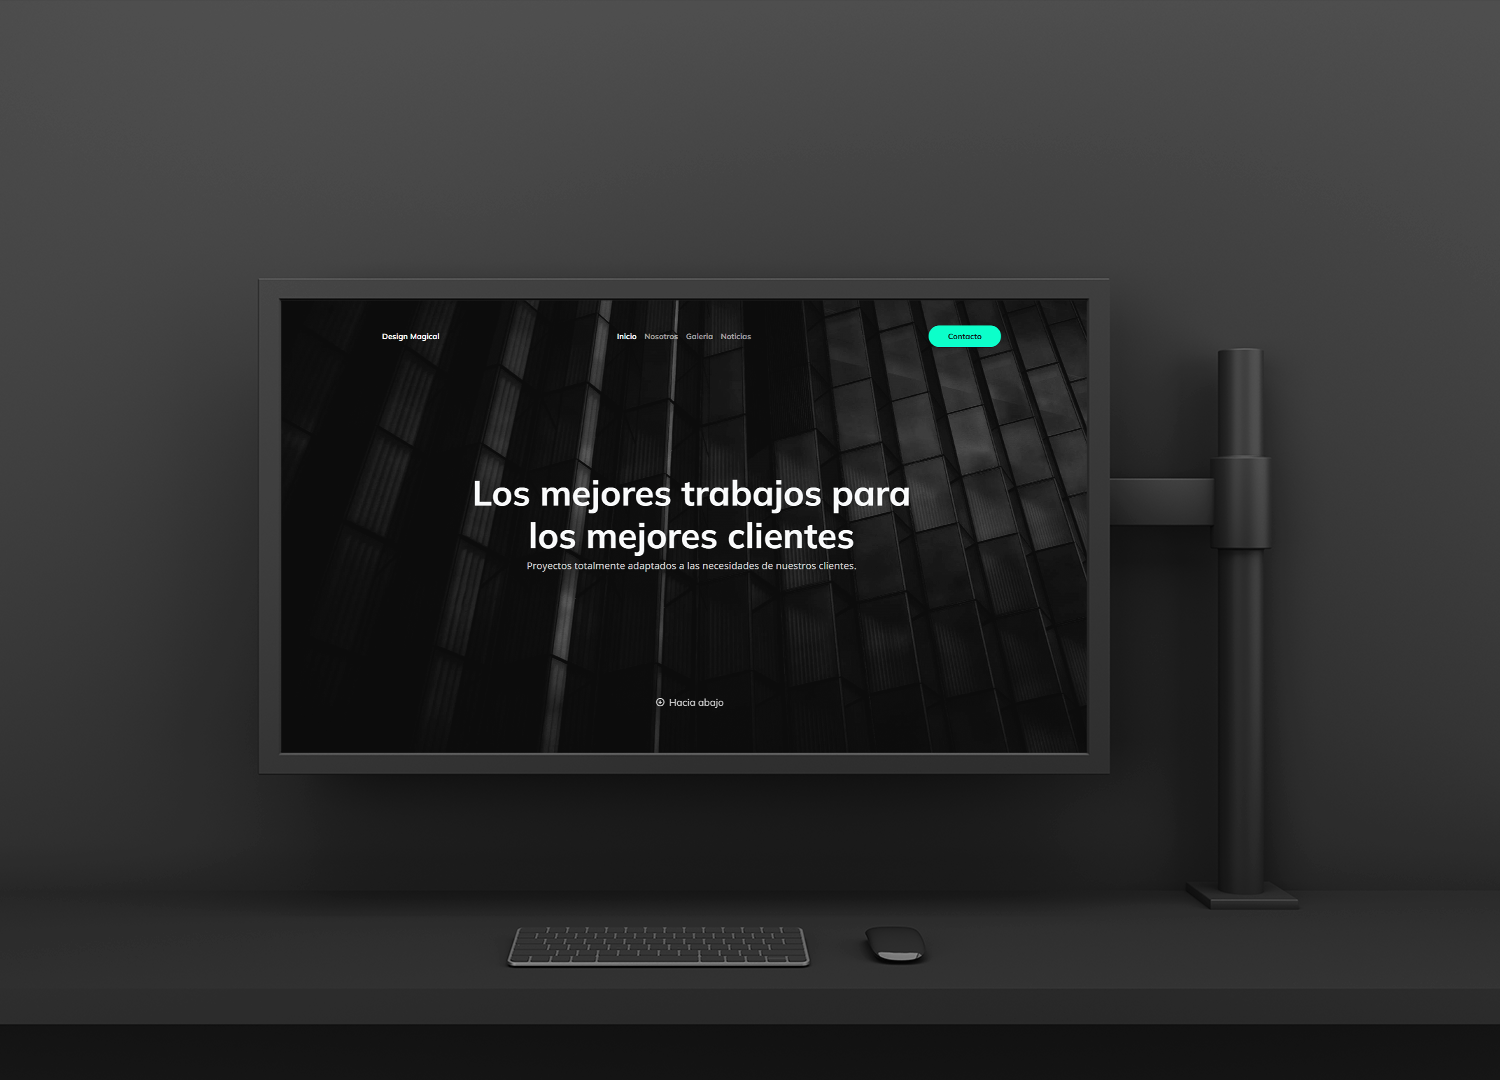 Design Magical
Inicio Nosotros Galeria Noticias
Contacto
Los mejores trabajos para
los mejores clientes
Proyectos totalmente adaptados a las necesidades de nuestros clientes.
Hacia abajo